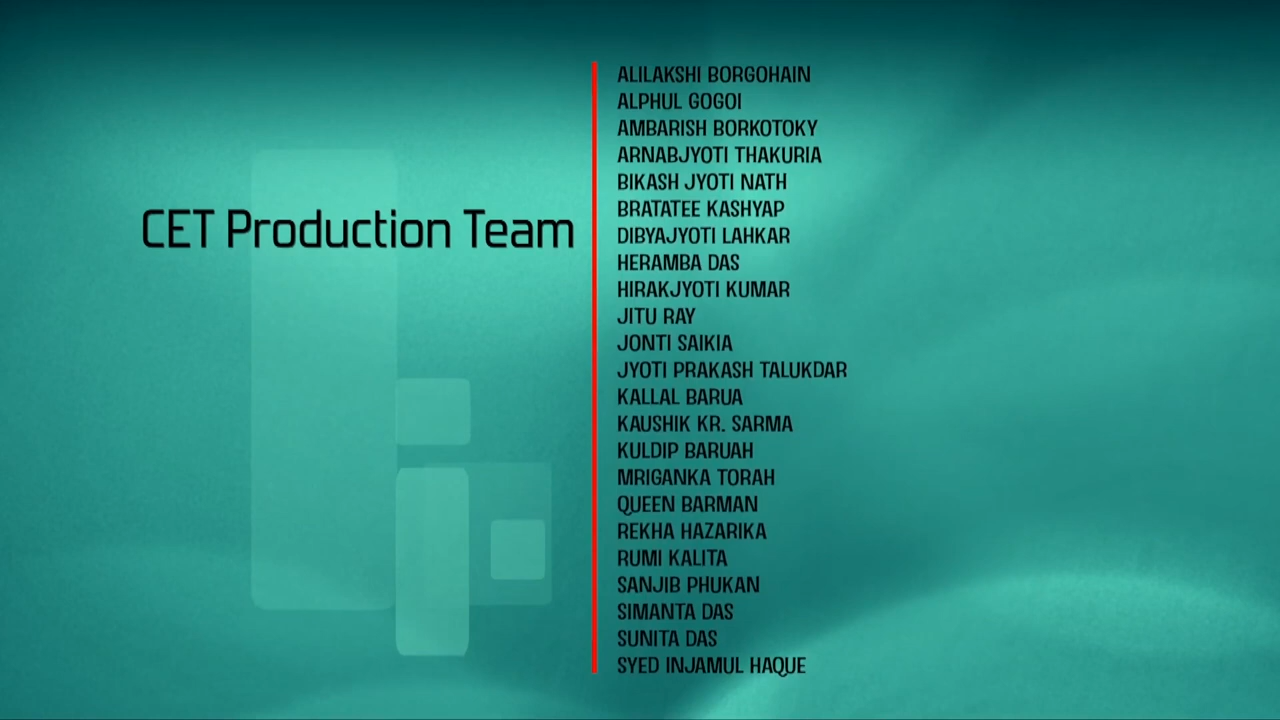 CET Production Team
ALILAKSHI BORGOHAIN
ALPHUL GOGOI
AMBARISH BORKOTOKY
ARNABJYOTI THAKURIA
BIKASH JYOTI NATH
BRATATEE KASHYAP
DIBYAJYOTI LAHKAR
HERAMBA DAS
HIRAKJYOTI KUMAR
JITU RAY
JONTI SAIKIA
JYOTI PRAKASH TALUKDAR
KALLAL BARUA
KAUSHIK KR. SARMA
KULDIP BARUAH
MRIGANKA TORAH
QUEEN BARMAN
REKHA HAZARIKA
RUMI KALITA
SANJIB PHUKAN
SIMANTA DAS
SUNITA DAS
SYED INJAMUL HAQUE